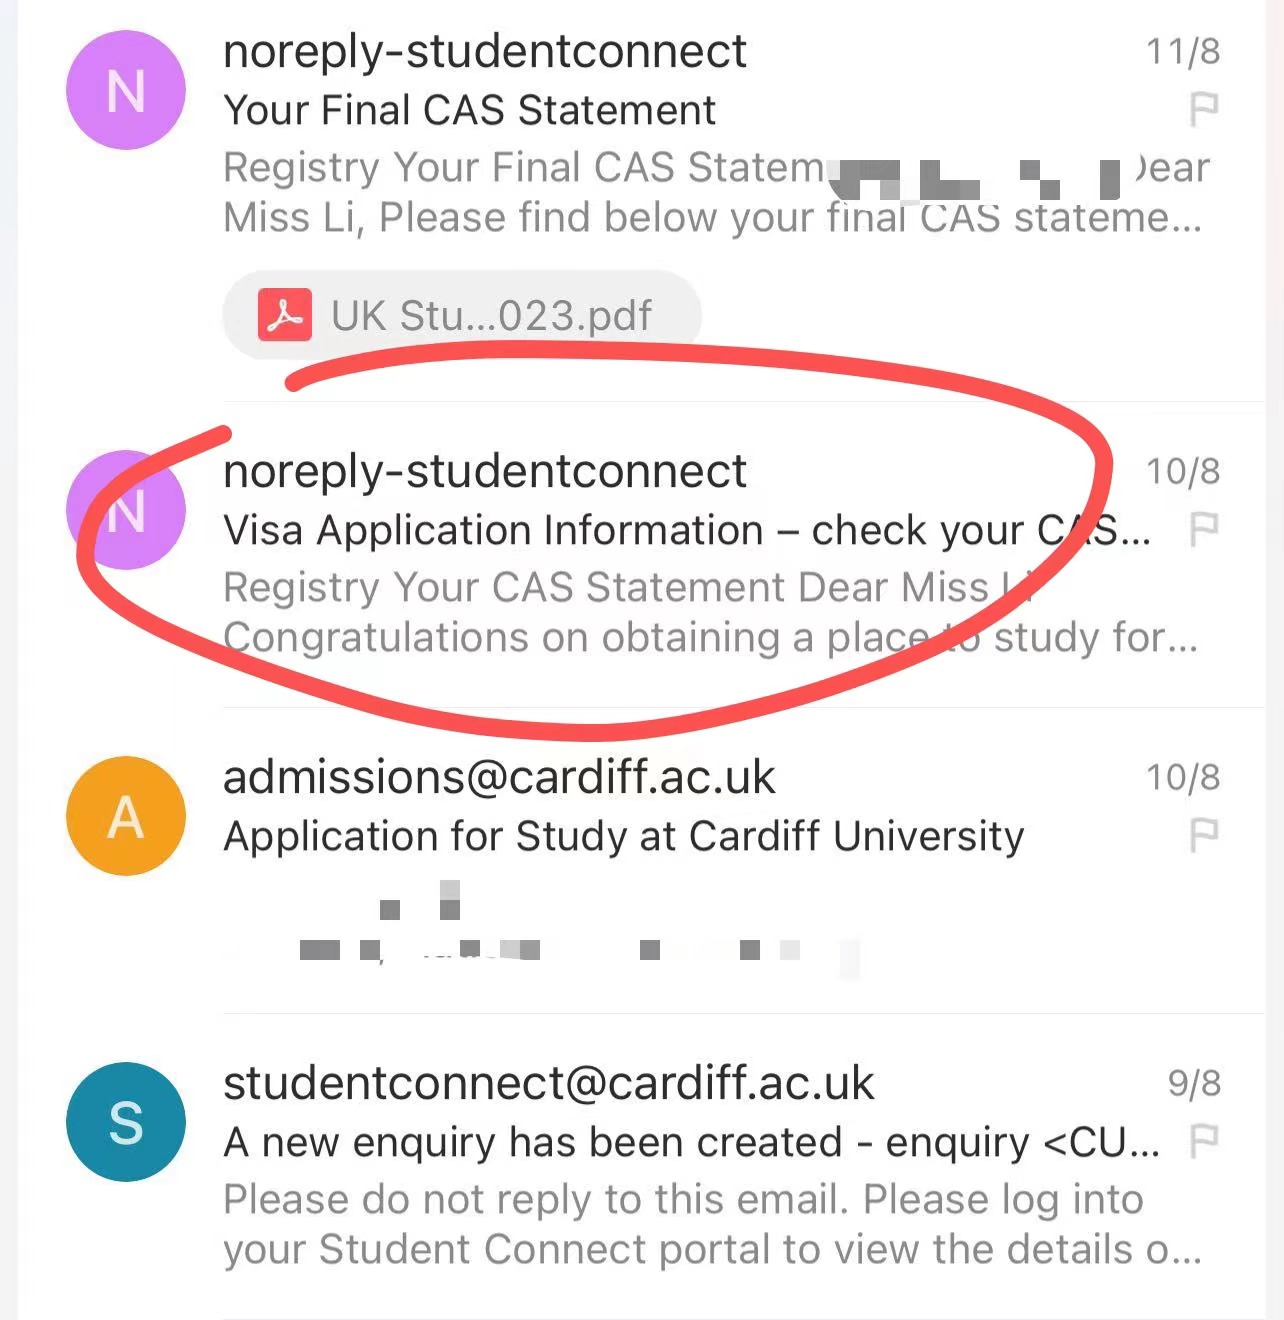 N
noreply-studentconnect
11/8
Your Final CAS Statement
Registry Your Final CAS Statem
Miss Li, Please find below your final CAS stateme...
UK Stu...023.pdf
N
noreply-studentconnect
10/8
Visa Application Information – check your CAS...
Registry Your CAS Statement Dear Miss Li
Congratulations on obtaining a place to study for...
A
admissions@cardiff.ac.uk
10/8
Application for Study at Cardiff University
S
studentconnect@cardiff.ac.uk
9/8
A new enquiry has been created - enquiry <CU...
Please do not reply to this email. Please log into
your Student Connect portal to view the details o...